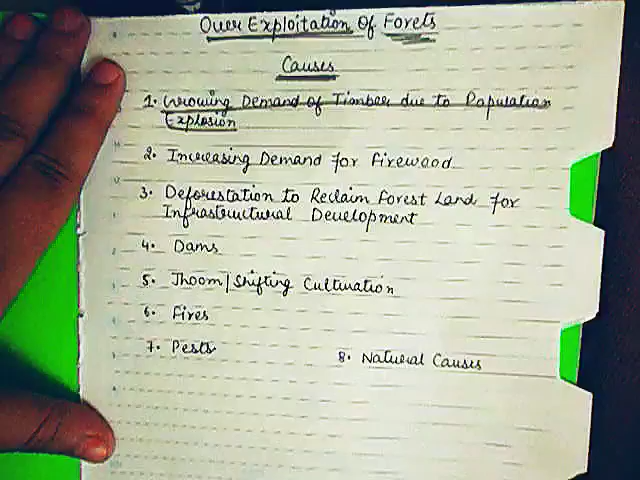 Over Exploitation Of Forets
Causes
1. Growing Demand of Timber due to Population
Explosion
2. Increasing Demand for Firewood
3. Deforestation to Reclaim Forest Land for
Infrastructural Development
4. Dams
5. Jhoom/Shifting Cultivation
6. Fires
7. Pests
8. Natural Causes